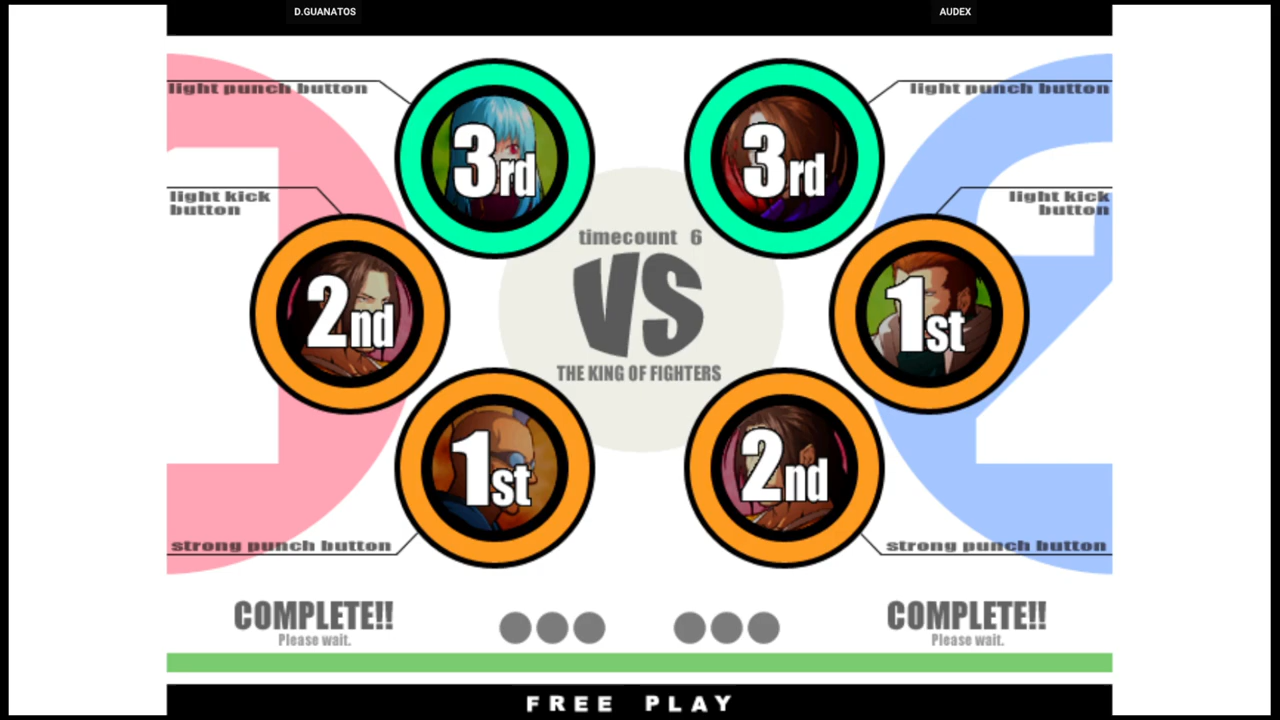 D.GUANATOS
AUDEX
light punch button
light punch button
3rd
3rd
light kick
button
light kick
button
timecount 6
VS
THE KING OF FIGHTERS
2nd
1st
1st
2nd
strong punch button
strong punch button
COMPLETE!!
Please wait.
COMPLETE!!
Please wait.
FREE PLAY